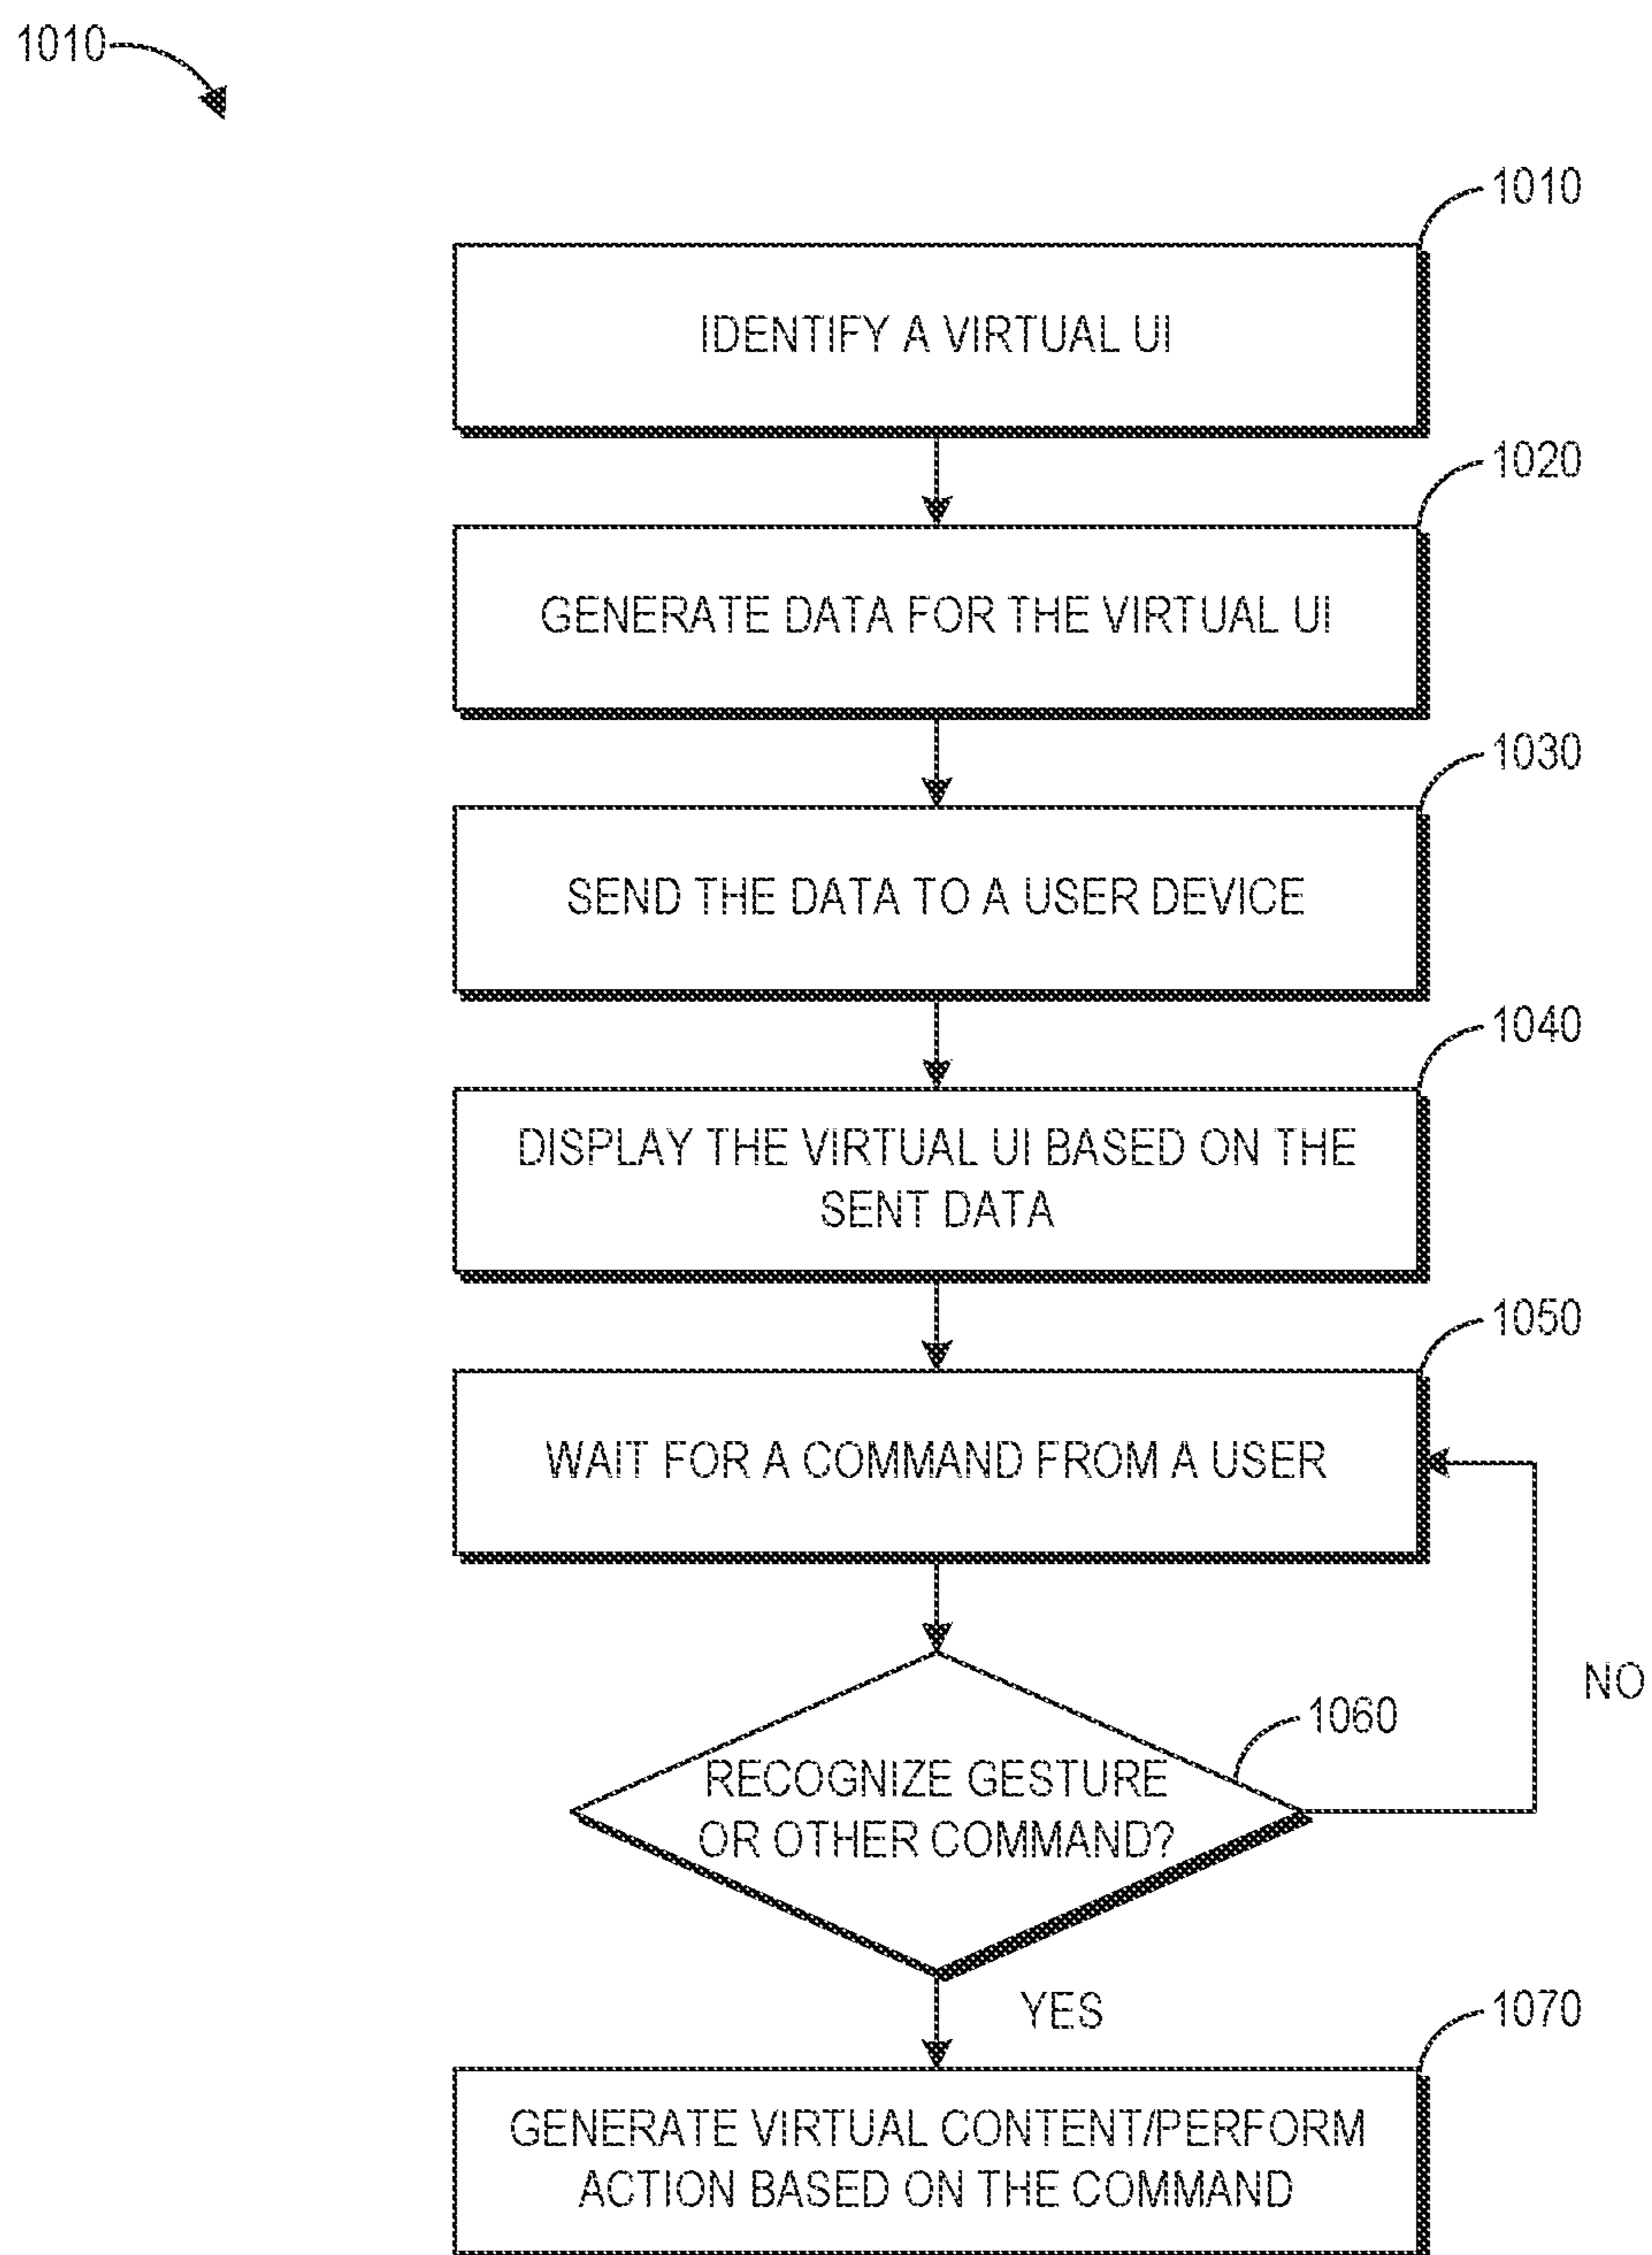 1010
1010
IDENTIFY A VIRTUAL UI
1020
GENERATE DATA FOR THE VIRTUAL UI
1030
SEND THE DATA TO A USER DEVICE
1040
DISPLAY THE VIRTUAL UI BASED ON THE
SENT DATA
1050
WAIT FOR A COMMAND FROM A USER
NO
1060
RECOGNIZE GESTURE
OR OTHER COMMAND?
YES
1070
GENERATE VIRTUAL CONTENT/PERFORM
ACTION BASED ON THE COMMAND